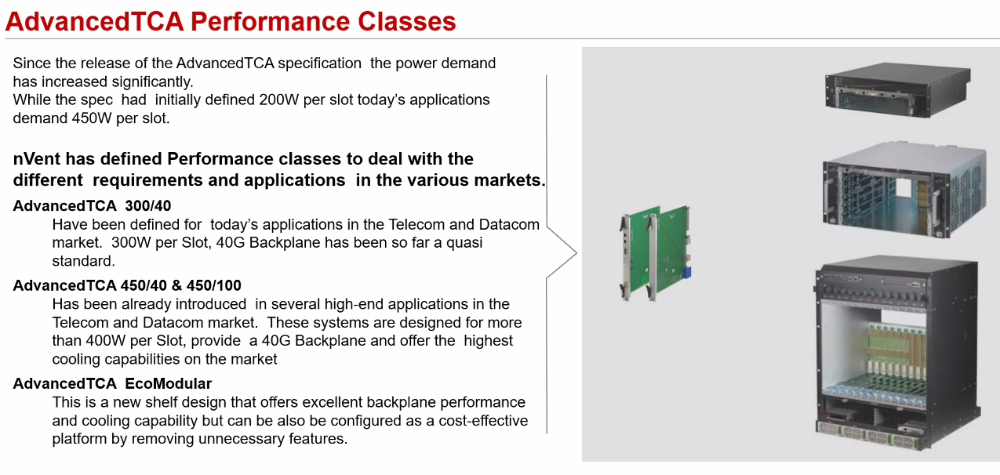 AdvancedTCA Performance Classes
Since the release of the AdvancedTCA specification the power demand
has increased significantly.
While the spec had initially defined 200W per slot today's applications
demand 450W per slot.
nVent has defined Performance classes to deal with the
different requirements and applications in the various markets.
AdvancedTCA 300/40
Have been defined for today's applications in the Telecom and Datacom
market. 300W per Slot, 40G Backplane has been so far a quasi
standard.
AdvancedTCA 450/40 & 450/100
Has been already introduced in several high-end applications in the
Telecom and Datacom market. These systems are designed for more
than 400W per Slot, provide a 40G Backplane and offer the highest
cooling capabilities on the market
AdvancedTCA EcoModular
This is a new shelf design that offers excellent backplane performance
and cooling capability but can be also be configured as a cost-effective
platform by removing unnecessary features.